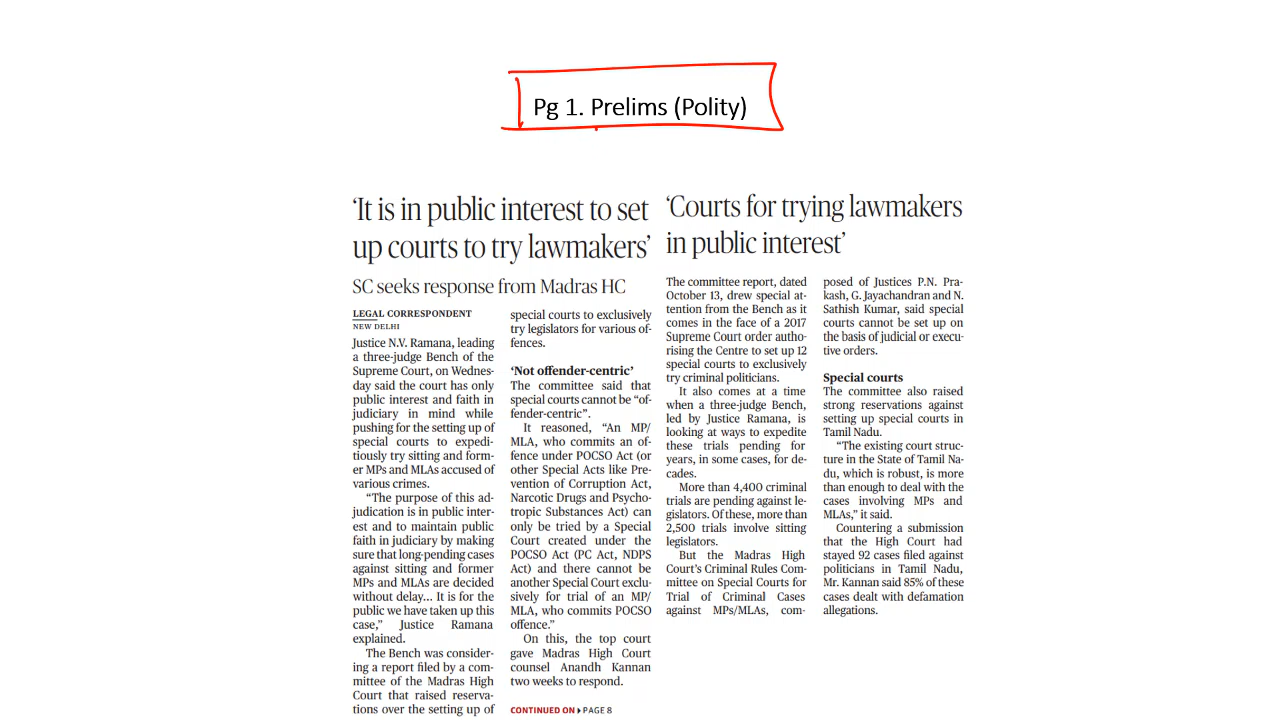 Pg 1. Prelims (Polity)
‘It is in public interest to set
up courts to try lawmakers’
SC seeks response from Madras HC
LEGAL CORRESPONDENT
NEW DELHI
Justice N.V. Ramana, leading
a three-judge Bench of the
Supreme Court, on Wednes-
day said the court has only
public interest and faith in
judiciary in mind while
pushing for the setting up of
special courts to expedi-
tiously try sitting and form-
er MPs and MLAs accused of
various crimes.
“The purpose of this ad-
judication is in public inter-
est and to maintain public
faith in judiciary by making
sure that long-pending cases
against sitting and former
MPs and MLAs are decided
without delay... It is for the
public we have taken up this
case,” Justice Ramana
explained.
The Bench was consider-
ing a report filed by a com-
mittee of the Madras High
Court that raised reserva-
tions over the setting up of
special courts to exclusively
try legislators for various of-
fences.
‘Not offender-centric’
The committee said that
special courts cannot be “of-
fender-centric”.
It reasoned, “An MP/
MLA, who commits an of-
fence under POCSO Act (or
other Special Acts like Pre-
vention of Corruption Act,
Narcotic Drugs and Psycho-
tropic Substances Act) can
only be tried by a Special
Court created under the
POCSO Act (PC Act, NDPS
Act) and there cannot be
another Special Court exclu-
sively for trial of an MP/
MLA, who commits POCSO
offence.”
On this, the top court
gave Madras High Court
counsel Anandh Kannan
two weeks to respond.
CONTINUED ON PAGE 8
‘Courts for trying lawmakers
in public interest’
The committee report, dated
October 13, drew special at-
tention from the Bench as it
comes in the face of a 2017
Supreme Court order autho-
rising the Centre to set up 12
special courts to exclusively
try criminal politicians.
It also comes at a time
when a three-judge Bench,
led by Justice Ramana, is
looking at ways to expedite
these trials pending for
years, in some cases, for de-
cades.
More than 4,400 criminal
trials are pending against le-
gislators. Of these, more than
2,500 trials involve sitting
legislators.
But the Madras High
Court’s Criminal Rules Com-
mittee on Special Courts for
Trial of Criminal Cases
against MPs/MLAs, com-
posed of Justices P.N. Pra-
kash, G. Jayachandran and N.
Sathish Kumar, said special
courts cannot be set up on
the basis of judicial or execu-
tive orders.
Special courts
The committee also raised
strong reservations against
setting up special courts in
Tamil Nadu.
“The existing court struc-
ture in the State of Tamil Na-
du, which is robust, is more
than enough to deal with the
cases involving MPs and
MLAs,” it said.
Countering a submission
that the High Court had
stayed 92 cases filed against
politicians in Tamil Nadu,
Mr. Kannan said 85% of these
cases dealt with defamation
allegations.